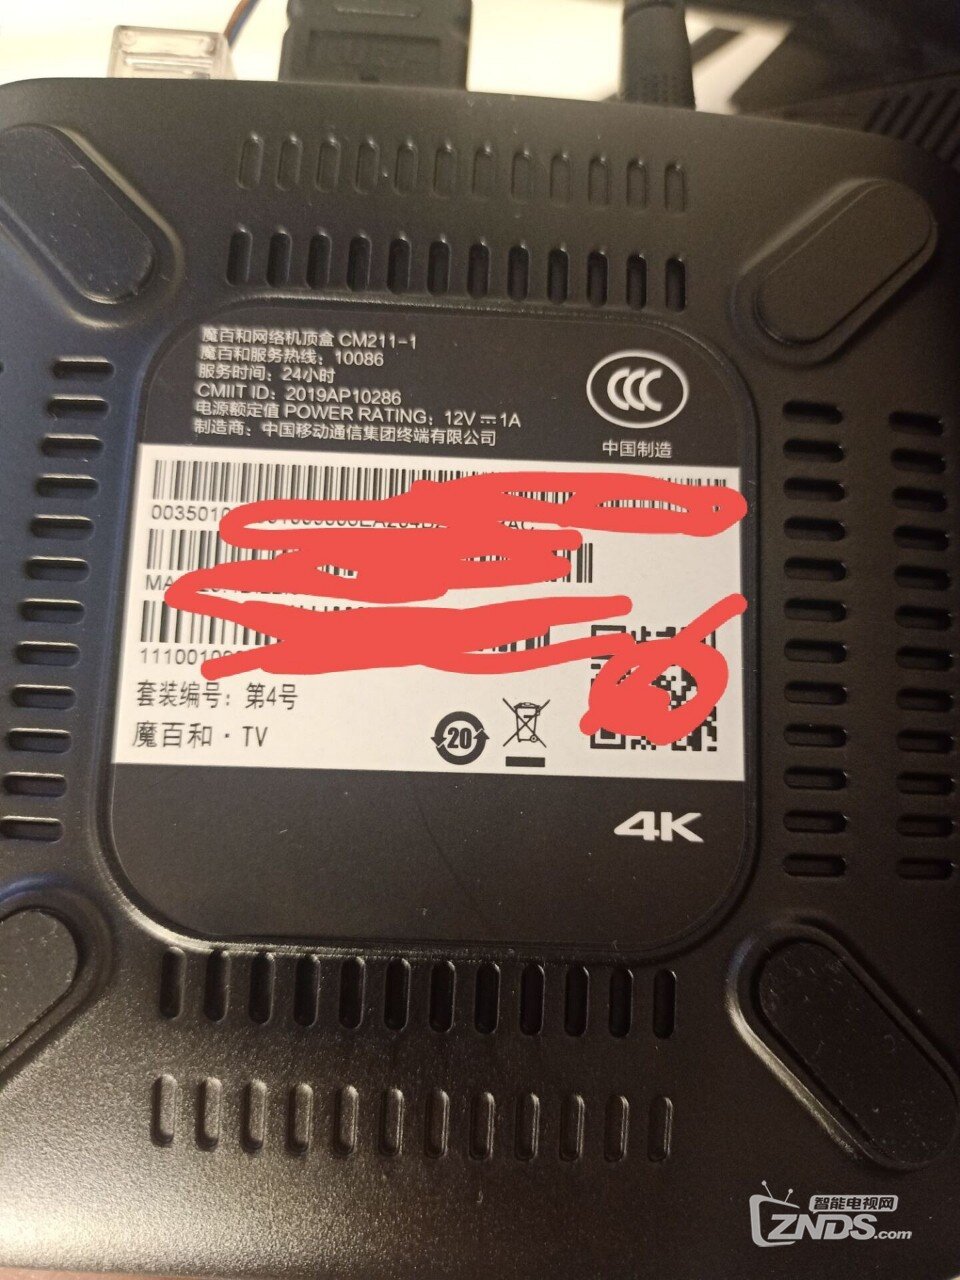 魔百和网络机顶盒 CM211-1
魔百和服务热线：10086
服务时间：24小时
CMIIT ID：2019AP10286
电源额定值 POWER RATING：12V⎓1A
制造商：中国移动通信集团终端有限公司
CCC
中国制造
003501
MA
111001
套装编号：第4号
魔百和·TV
20
4K
智能电视网
ZNDS.com